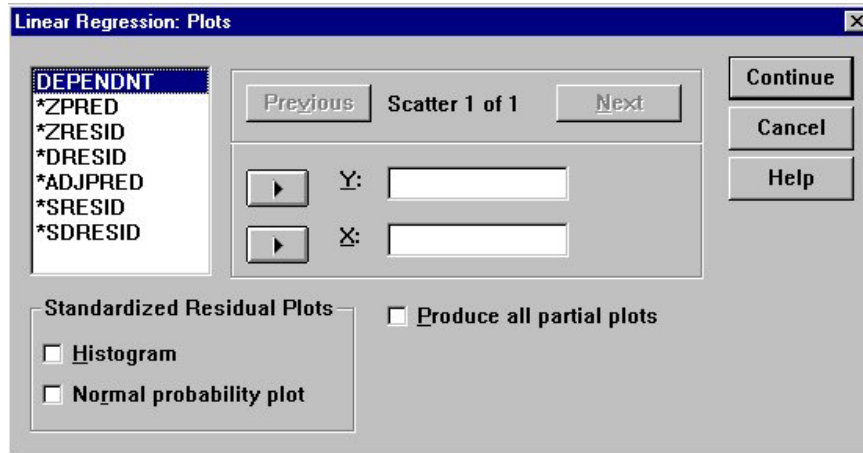 Linear Regression: Plots
DEPENDNT
*ZPRED
*ZRESID
*DRESID
*ADJPRED
*SRESID
*SDRESID
Previous
Scatter 1 of 1
Next
Y:
X:
Continue
Cancel
Help
Standardized Residual Plots
Histogram
Normal probability plot
Produce all partial plots